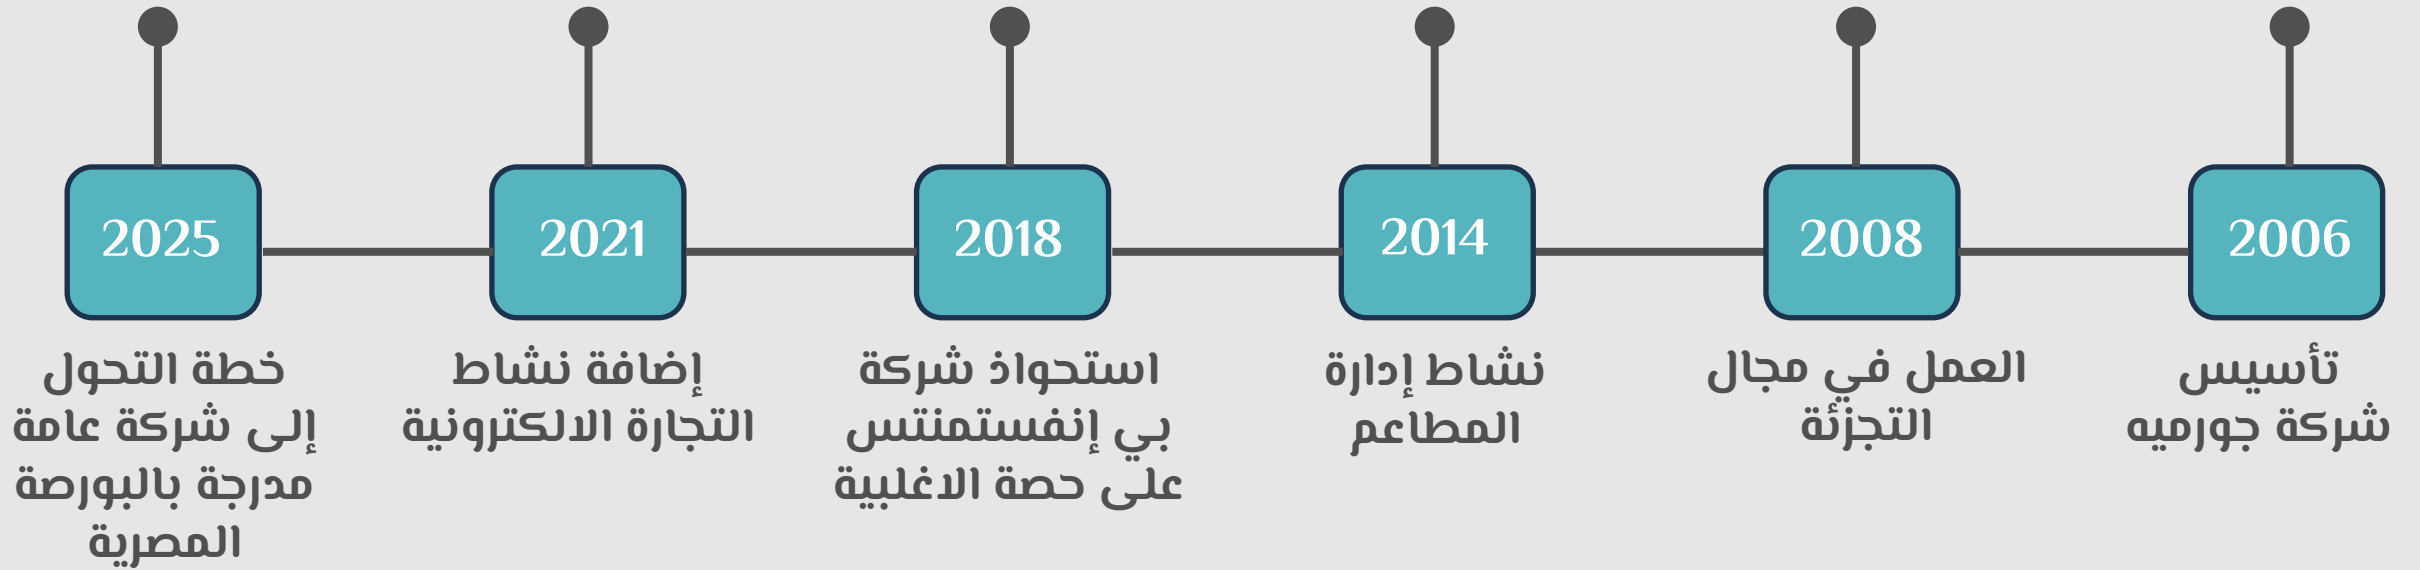 2006
تأسيس
شركة جورميه
2008
العمل في مجال
التجزئة
2014
نشاط إدارة
المطاعم
2018
استحواذ شركة
بي إنفستمنتس
على حصة الاغلبية
2021
إضافة نشاط
التجارة الالكترونية
2025
خطة التحول
إلى شركة عامة
مدرجة بالبورصة
المصرية